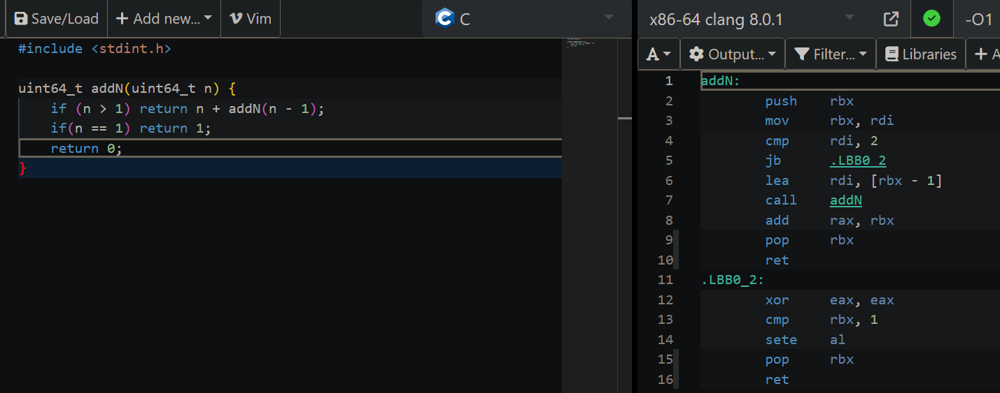 Save/Load + Add new... Vim C
#include <stdint.h>
uint64_t addN(uint64_t n) {
if (n > 1) return n + addN(n - 1);
if(n == 1) return 1;
return 0;
}
x86-64 clang 8.0.1 -O1
A Output... Filter... Libraries + A
1 addN:
2 push rbx
3 mov rbx, rdi
4 cmp rdi, 2
5 jb .LBB0_2
6 lea rdi, [rbx - 1]
7 call addN
8 add rax, rbx
9 pop rbx
10 ret
11 .LBB0_2:
12 xor eax, eax
13 cmp rbx, 1
14 sete al
15 pop rbx
16 ret